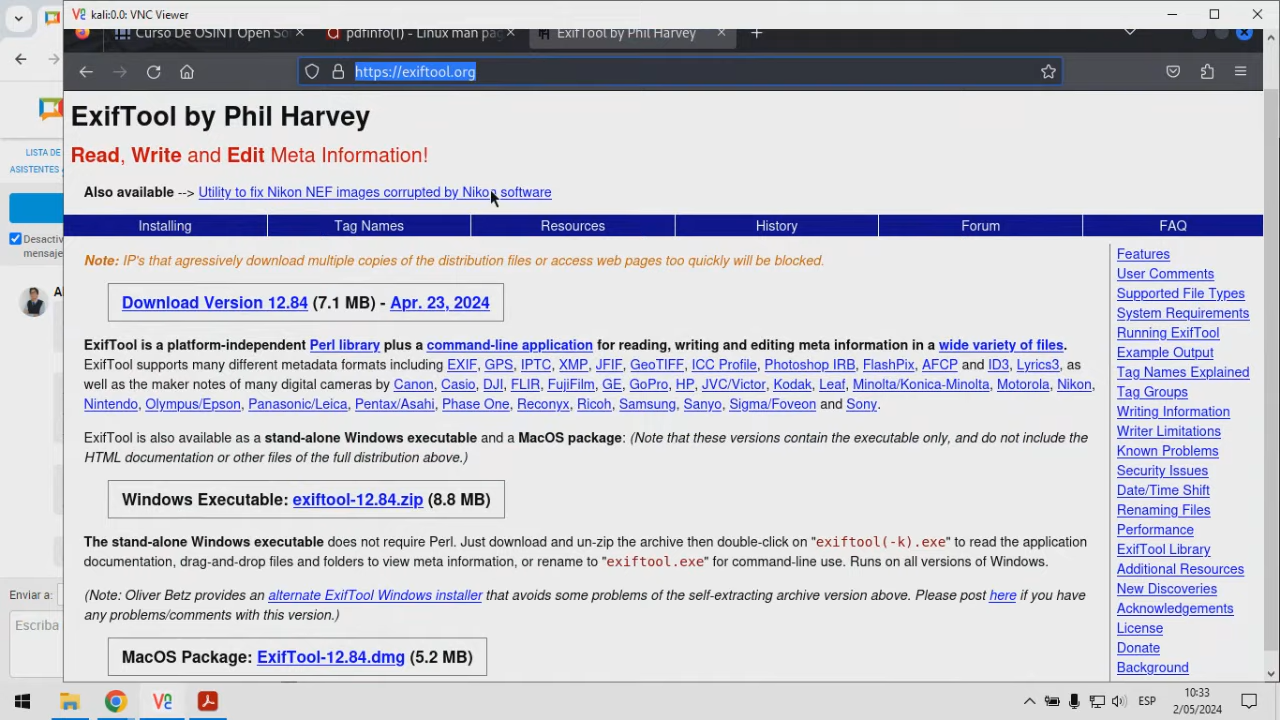 kali:0.0: VNC Viewer
Curso De OSINT Open So
pdfinfo(1) - Linux man pag
ExifTool by Phil Harvey
https://exiftool.org
ExifTool by Phil Harvey
Read, Write and Edit Meta Information!
Also available --> Utility to fix Nikon NEF images corrupted by Nikon software
Installing
Tag Names
Resources
History
Forum
FAQ
Note: IP's that agressively download multiple copies of the distribution files or access web pages too quickly will be blocked.
Download Version 12.84 (7.1 MB) - Apr. 23, 2024
ExifTool is a platform-independent Perl library plus a command-line application for reading, writing and editing meta information in a wide variety of files.
ExifTool supports many different metadata formats including EXIF, GPS, IPTC, XMP, JFIF, GeoTIFF, ICC Profile, Photoshop IRB, FlashPix, AFCP and ID3, Lyrics3, as
well as the maker notes of many digital cameras by Canon, Casio, DJI, FLIR, FujiFilm, GE, GoPro, HP, JVC/Victor, Kodak, Leaf, Minolta/Konica-Minolta, Motorola, Nikon,
Nintendo, Olympus/Epson, Panasonic/Leica, Pentax/Asahi, Phase One, Reconyx, Ricoh, Samsung, Sanyo, Sigma/Foveon and Sony.
ExifTool is also available as a stand-alone Windows executable and a MacOS package: (Note that these versions contain the executable only, and do not include the
HTML documentation or other files of the full distribution above.)
Windows Executable: exiftool-12.84.zip (8.8 MB)
The stand-alone Windows executable does not require Perl. Just download and un-zip the archive then double-click on "exiftool(-k).exe" to read the application
documentation, drag-and-drop files and folders to view meta information, or rename to "exiftool.exe" for command-line use. Runs on all versions of Windows.
(Note: Oliver Betz provides an alternate ExifTool Windows installer that avoids some problems of the self-extracting archive version above. Please post here if you have
any problems/comments with this version.)
MacOS Package: ExifTool-12.84.dmg (5.2 MB)
Features
User Comments
Supported File Types
System Requirements
Running ExifTool
Example Output
Tag Names Explained
Tag Groups
Writing Information
Writer Limitations
Known Problems
Security Issues
Date/Time Shift
Renaming Files
Performance
ExifTool Library
Additional Resources
New Discoveries
Acknowledgements
License
Donate
Background
LISTA DE
ASISTENTES
Desactiv
mensaje
Al
Enviar a:
Escriba
ESP
10:33
2/05/2024